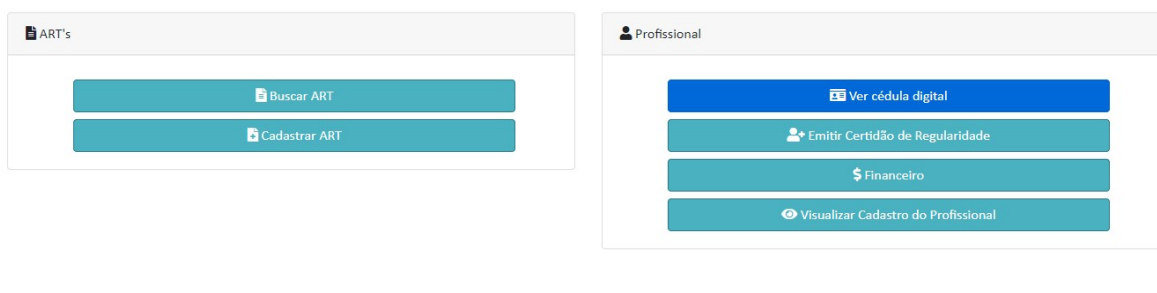 ART's
Buscar ART
Cadastrar ART
Profissional
Ver cédula digital
Emitir Certidão de Regularidade
Financeiro
Visualizar Cadastro do Profissional